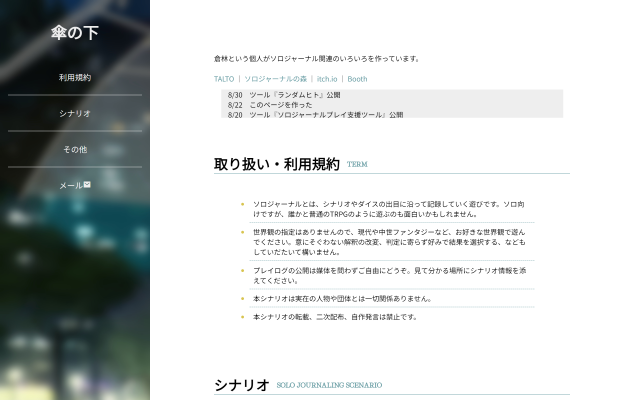 傘の下
利用規約
シナリオ
その他
メール
倉林という個人がソロジャーナル関連のいろいろを作っています。
TALTO | ソロジャーナルの森 | itch.io | Booth
8/30 ツール『ランダムヒト』公開
8/22 このページを作った
8/20 ツール『ソロジャーナルプレイ支援ツール』公開
取り扱い・利用規約 TERM
ソロジャーナルとは、シナリオやダイスの出目に沿って記録していく遊びです。ソロ向
けですが、誰かと普通のTRPGのように遊ぶのも面白いかもしれません。
世界観の指定はありませんので、現代や中世ファンタジーなど、お好きな世界観で遊ん
でください。意にそぐわない解釈の改変、判定に寄らず好みで結果を選択する、なども
していただいて構いません。
プレイログの公開は媒体を問わずご自由にどうぞ。見て分かる場所にシナリオ情報を添
えてください。
本シナリオは実在の人物や団体とは一切関係ありません。
本シナリオの転載、二次配布、自作発言は禁止です。
シナリオ SOLO JOURNALING SCENARIO